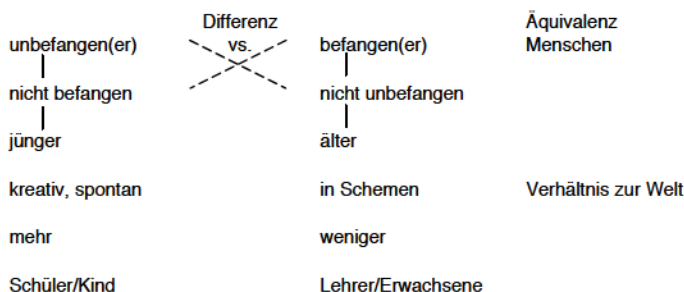 Differenz Äquivalenz
unbefangen(er) vs. befangen(er) Menschen
nicht befangen nicht unbefangen
jünger älter
kreativ, spontan in Schemen Verhältnis zur Welt
mehr weniger
Schüler/Kind Lehrer/Erwachsene